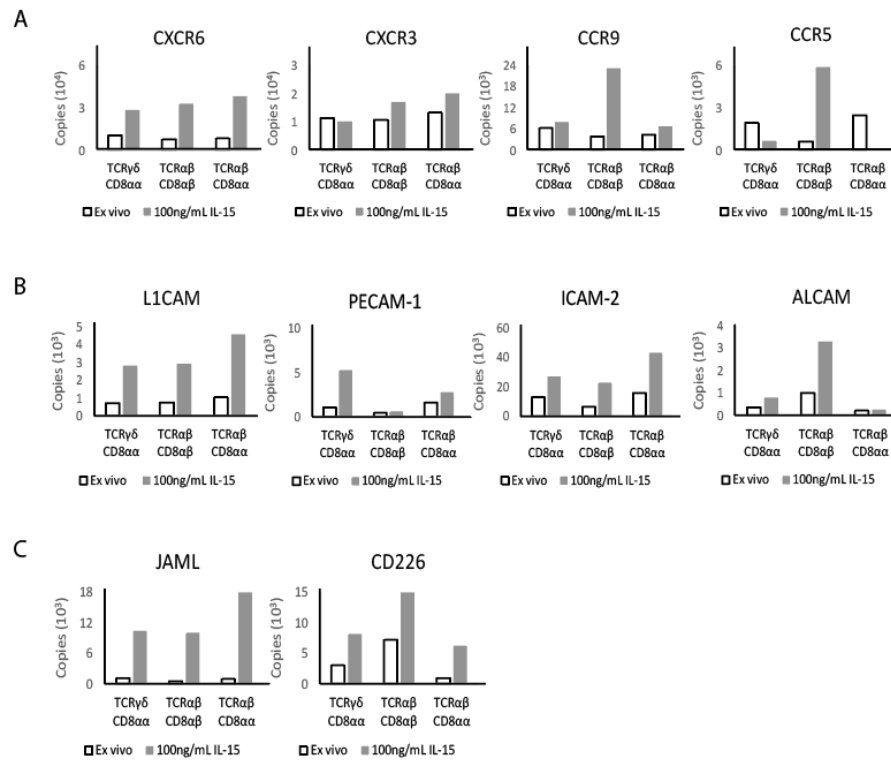 A
CXCR6 CXCR3 CCR9 CCR5
Copies (10⁴) Copies (10⁴) Copies (10³) Copies (10³)
6 3 24 6
3 2 18 3
0 1 12 0
0 6
0
TCRγδ TCRαβ TCRαβ TCRγδ TCRαβ TCRαβ TCRγδ TCRαβ TCRαβ TCRγδ TCRαβ TCRαβ
CD8αα CD8αβ CD8αα CD8αα CD8αβ CD8αα CD8αα CD8αβ CD8αα CD8αα CD8αβ CD8αα
Ex vivo 100ng/mL IL-15 Ex vivo 100ng/mL IL-15 Ex vivo 100ng/mL IL-15 Ex vivo 100ng/mL IL-15
B
L1CAM PECAM-1 ICAM-2 ALCAM
Copies (10³) Copies (10³) Copies (10³) Copies (10³)
5 10 60 4
4 5 40 3
3 0 20 2
2 0 1
1 0
0
TCRγδ TCRαβ TCRαβ TCRγδ TCRαβ TCRαβ TCRγδ TCRαβ TCRαβ TCRγδ TCRαβ TCRαβ
CD8αα CD8αβ CD8αα CD8αα CD8αβ CD8αα CD8αα CD8αβ CD8αα CD8αα CD8αβ CD8αα
Ex vivo 100ng/mL IL-15 Ex vivo 100ng/mL IL-15 Ex vivo 100ng/mL IL-15 Ex vivo 100ng/mL IL-15
C
JAML CD226
Copies (10³) Copies (10³)
18 15
12 10
6 5
0 0
TCRγδ TCRαβ TCRαβ TCRγδ TCRαβ TCRαβ
CD8αα CD8αβ CD8αα CD8αα CD8αβ CD8αα
Ex vivo 100ng/mL IL-15 Ex vivo 100ng/mL IL-15